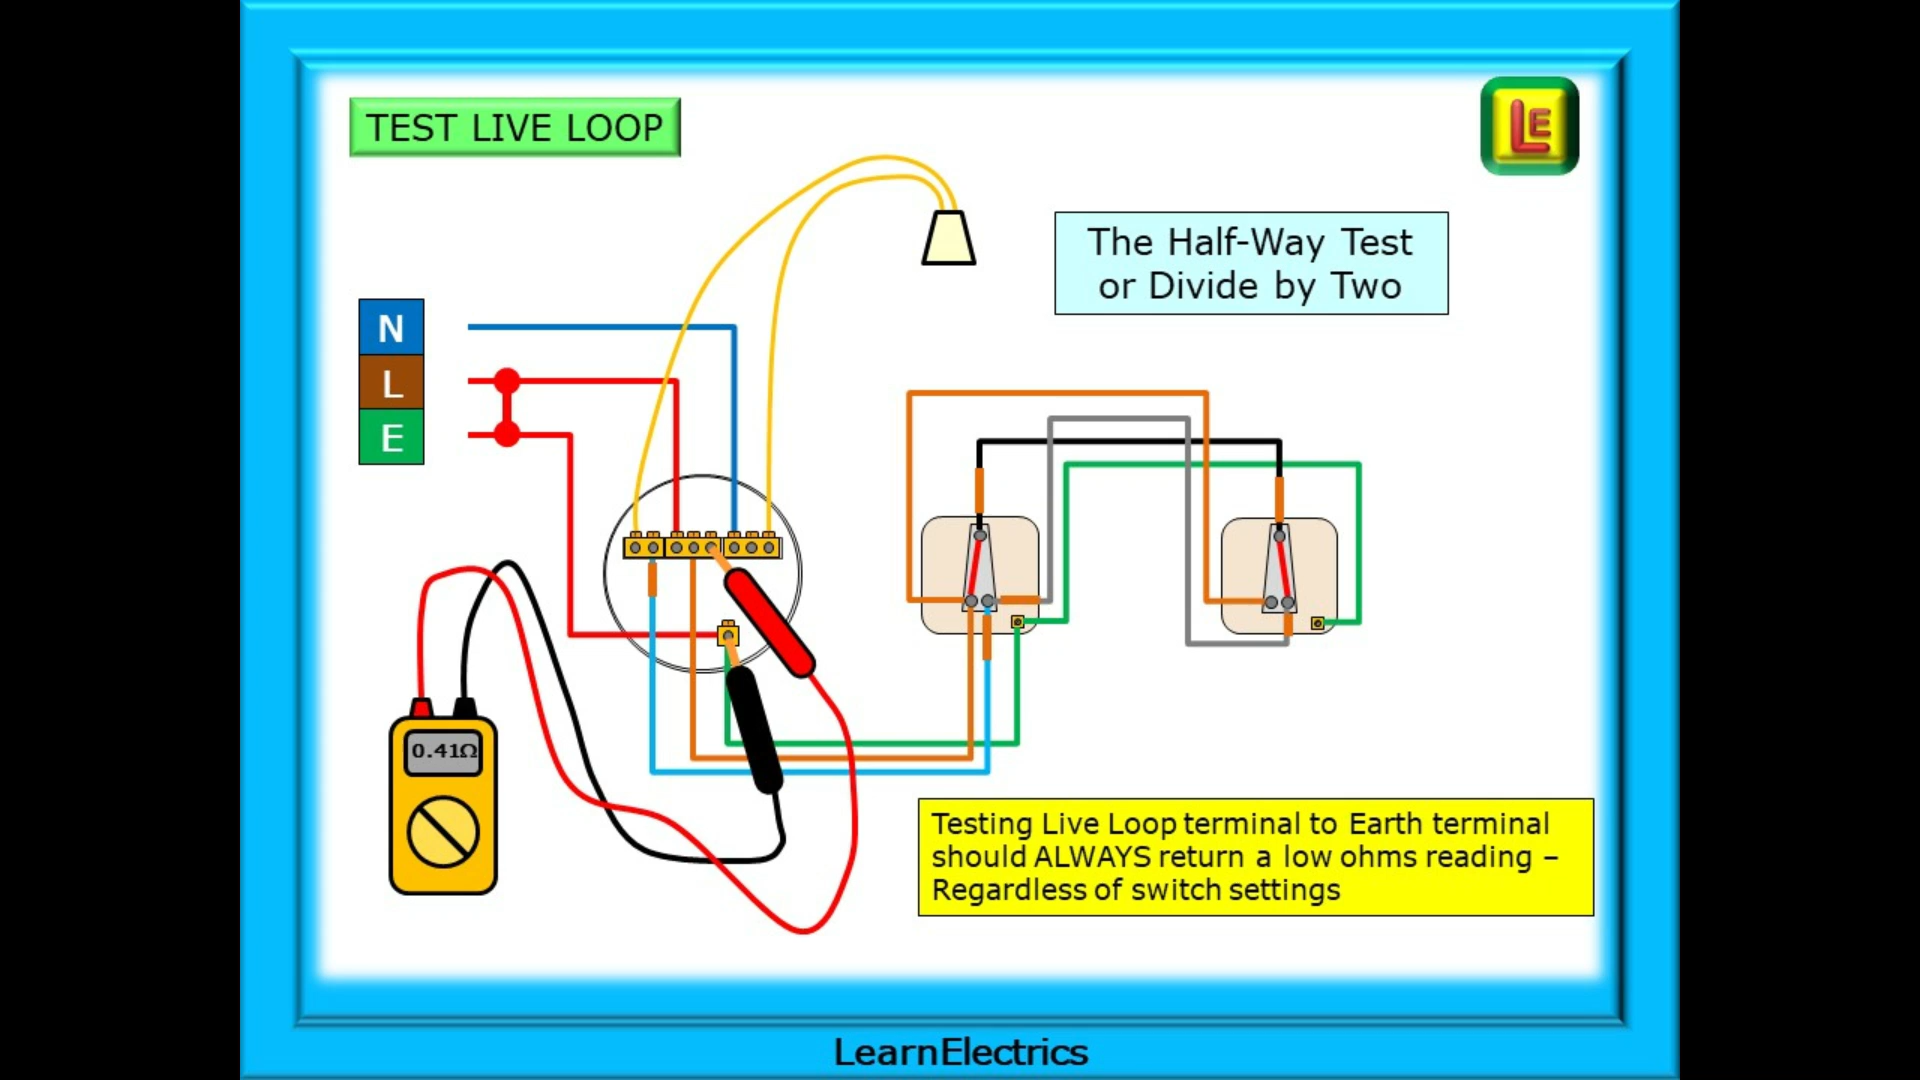 TEST LIVE LOOP
LE
The Half-Way Test
or Divide by Two
N
L
E
0.41Ω
Testing Live Loop terminal to Earth terminal
should ALWAYS return a low ohms reading –
Regardless of switch settings
LearnElectrics